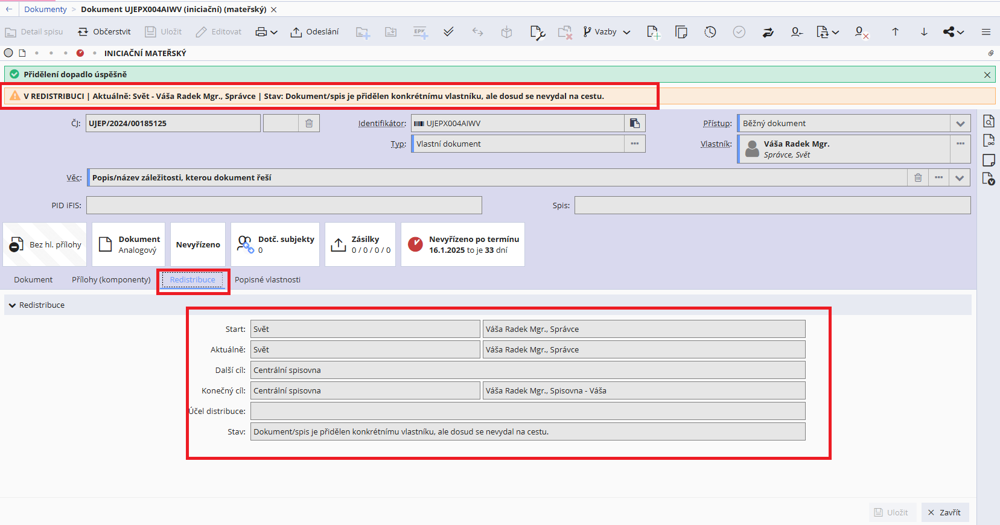 Dokumenty > Dokument UJEPX004AIWV (iniciační) (mateřský)
Detail spisu Občerstvit Uložit Editovat Odeslání EPK Vazby
INICIAČNÍ MATEŘSKÝ
Přidělení dopadlo úspěšně
V REDISTRIBUCI | Aktuálně: Svět - Váša Radek Mgr., Správce | Stav: Dokument/spis je přidělen konkrétnímu vlastníku, ale dosud se nevydal na cestu.
ČJ: UJEP/2024/00185125 Identifikátor: UJEPX004AIWV Přístup: Běžný dokument
Typ: Vlastní dokument Vlastník: Váša Radek Mgr.
Správce, Svět
Věc: Popis/název záležitosti, kterou dokument řeší
PID iFIS: Spis:
Bez hl. přílohy
Dokument
Analogový
Nevyřízeno
Dotč. subjekty
0
Zásilky
0 / 0 / 0 / 0
Nevyřízeno po termínu
16.1.2025 to je 33 dní
Dokument Přílohy (komponenty) Redistribuce Popisné vlastnosti
Redistribuce
Start: Svět Váša Radek Mgr., Správce
Aktuálně: Svět Váša Radek Mgr., Správce
Další cíl: Centrální spisovna
Konečný cíl: Centrální spisovna Váša Radek Mgr., Spisovna - Váša
Účel distribuce:
Stav: Dokument/spis je přidělen konkrétnímu vlastníku, ale dosud se nevydal na cestu.
Uložit Zavřít